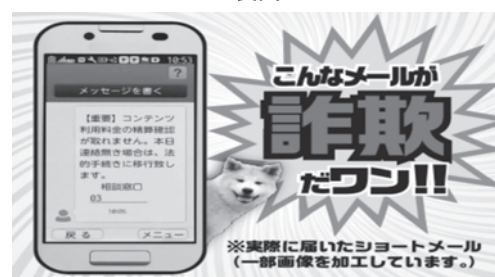 10:53
?
メッセージを書く
【重要】コンテンツ
利用料金の精算確認
が取れません。本日
連絡無き場合は、法
的手続きに移行致し
ます。
相談窓口
03
10:05
戻る
メニュー
こんなメールが
詐欺
だワン!!
※実際に届いたショートメール
(一部画像を加工しています。)